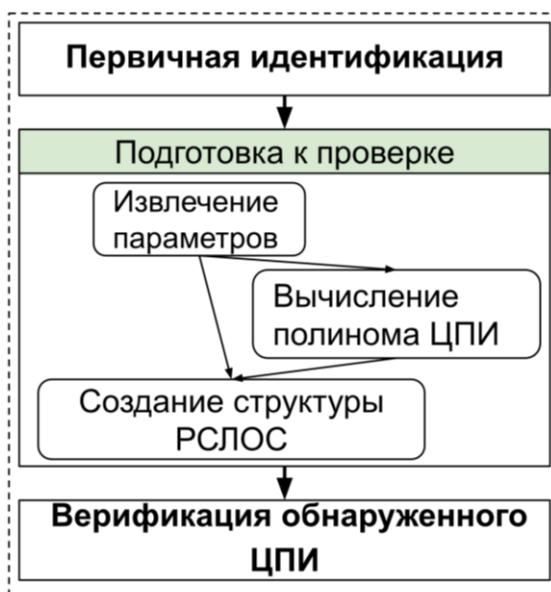 Первичная идентификация
Подготовка к проверке
Извлечение
параметров
Вычисление
полинома ЦПИ
Создание структуры
РСЛОС
Верификация обнаруженного
ЦПИ